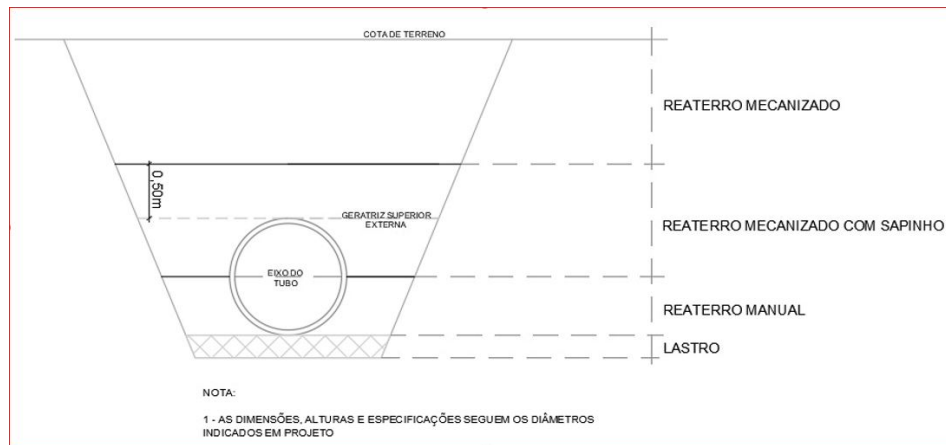 COTA DE TERRENO
REATERRO MECANIZADO
0,50m
GERATRIZ SUPERIOR
EXTERNA
REATERRO MECANIZADO COM SAPINHO
EIXO DO
TUBO
REATERRO MANUAL
LASTRO
NOTA:
1 - AS DIMENSÕES, ALTURAS E ESPECIFICAÇÕES SEGUEM OS DIÂMETROS
INDICADOS EM PROJETO